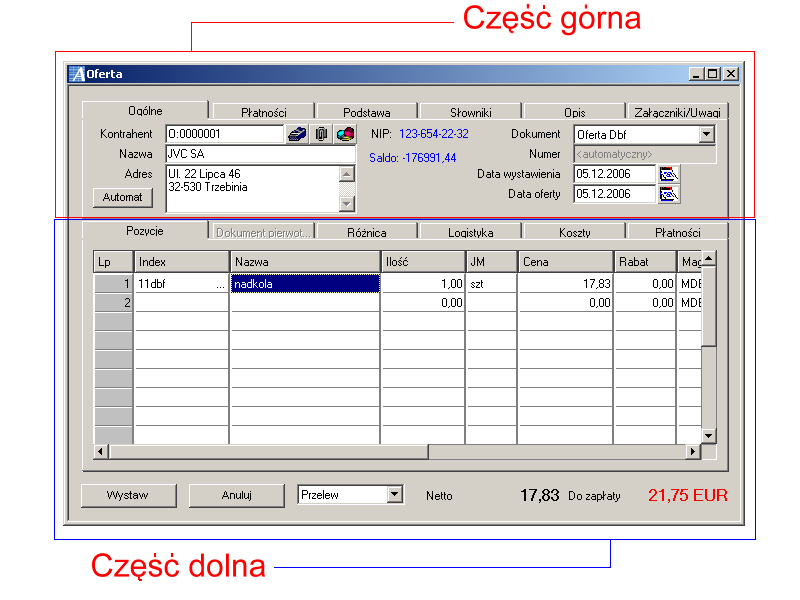 Część górna
Oferta
Ogólne Płatności Podstawa Słowniki Opis Załączniki/Uwagi
Kontrahent O:0000001 NIP: 123-654-22-32 Dokument Oferta Dbf
Nazwa JVC SA Saldo: -176991,44 Numer <automatyczny>
Adres Ul. 22 Lipca 46 Data wystawienia 05.12.2006
32-530 Trzebinia Data oferty 05.12.2006
Automat
Pozycje Dokument pierwot... Różnica Logistyka Koszty Płatności
Lp Index Nazwa Ilość JM Cena Rabat Mag
1 11dbf ... nadkola 1,00 szt 17,83 0,00 MDB
2 0,00 0,00 0,00 MDB
Wystaw Anuluj Przelew Netto 17,83 Do zapłaty 21,75 EUR
Część dolna